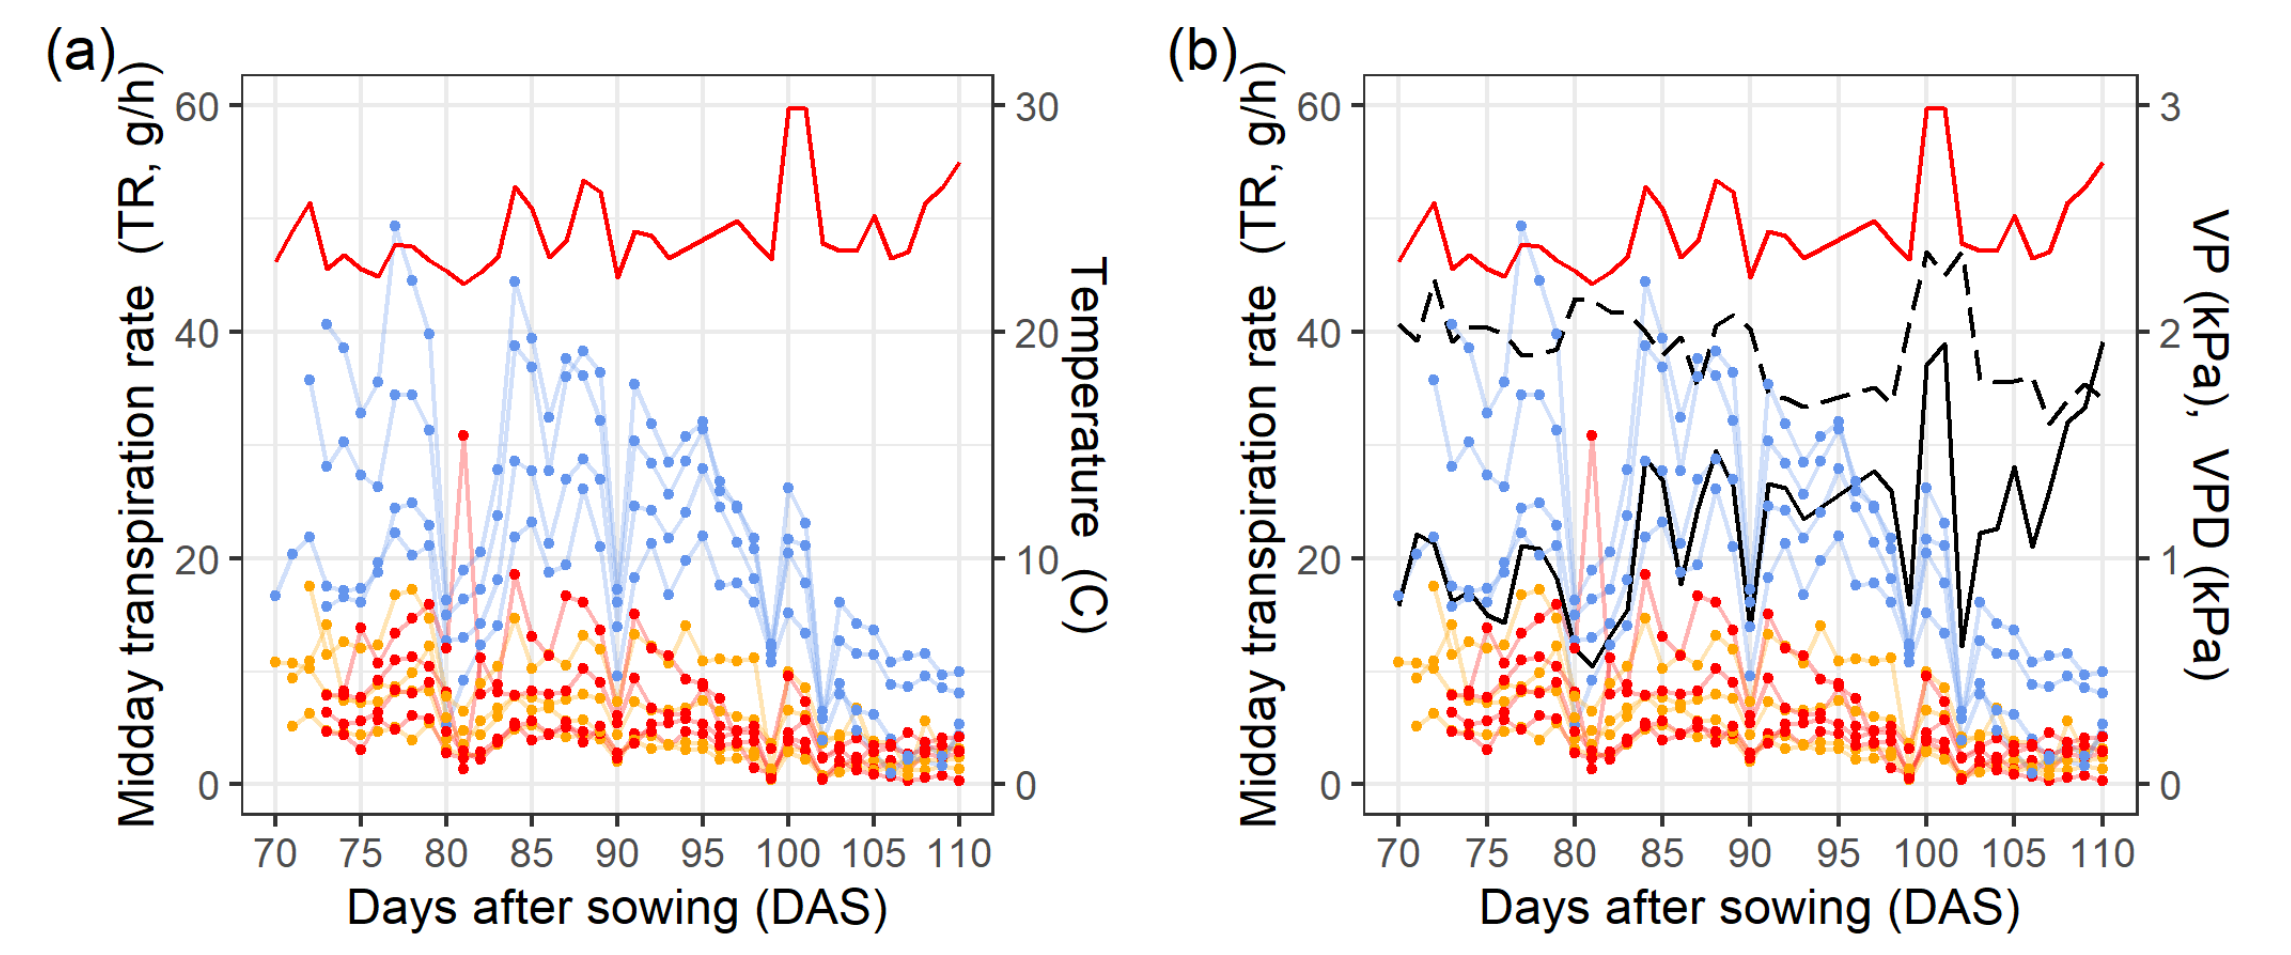 (a)
Midday transpiration rate (TR, g/h)
60
40
20
0
30
20
10
0
Temperature (C)
70 75 80 85 90 95 100 105 110
Days after sowing (DAS)
(b)
Midday transpiration rate (TR, g/h)
60
40
20
0
3
2
1
0
VP (kPa), VPD (kPa)
70 75 80 85 90 95 100 105 110
Days after sowing (DAS)